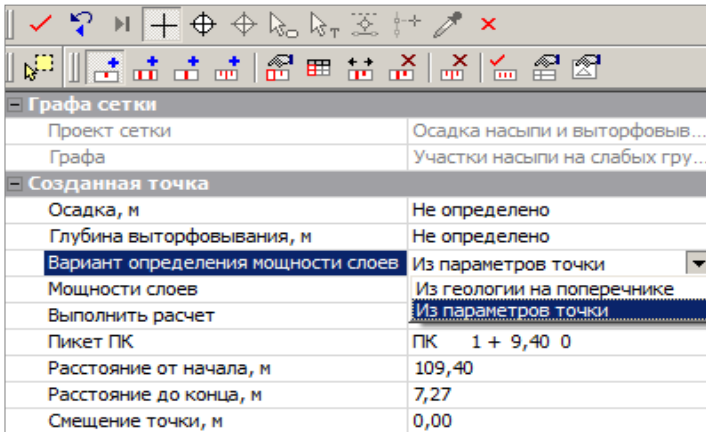 Графа сетки
Проект сетки Осадка насыпи и выторфовыв...
Графа Участки насыпи на слабых гру...
Созданная точка
Осадка, м Не определено
Глубина выторфовывания, м Не определено
Вариант определения мощности слоев Из параметров точки
Мощности слоев Из геологии на поперечнике
Выполнить расчет Из параметров точки
Пикет ПК ПК 1 + 9,40 0
Расстояние от начала, м 109,40
Расстояние до конца, м 7,27
Смещение точки, м 0,00